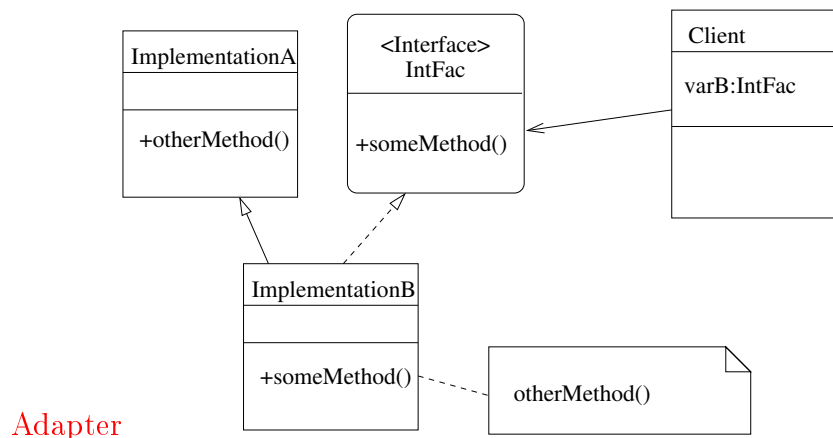 ImplementationA
+otherMethod()
<Interface>
IntFac
+someMethod()
Client
varB:IntFac
ImplementationB
+someMethod()
otherMethod()
Adapter